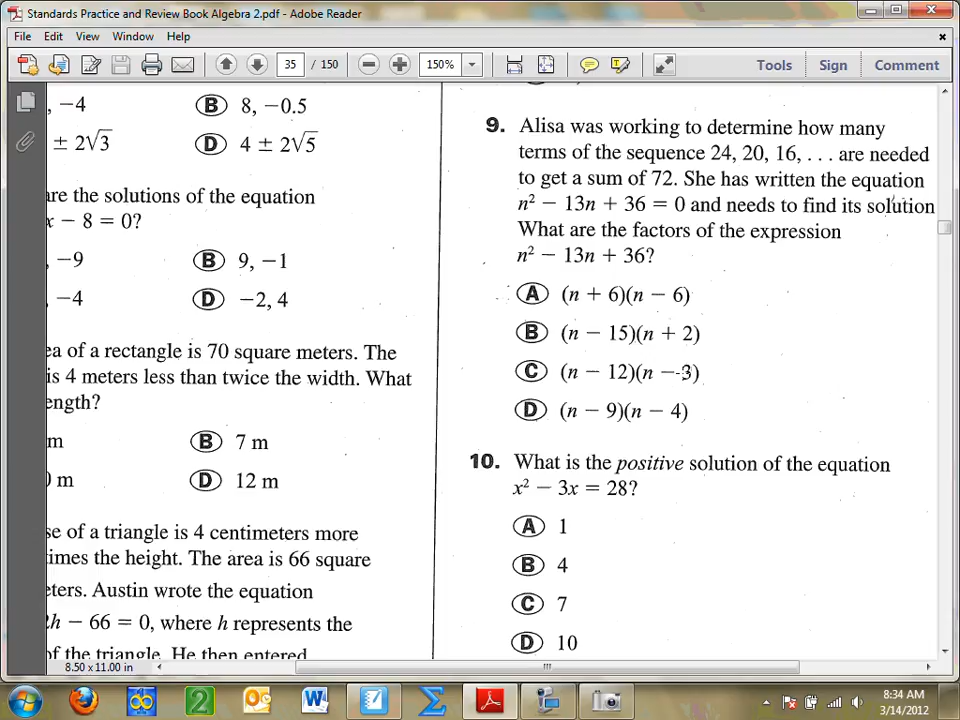 Standards Practice and Review Book Algebra 2.pdf - Adobe Reader
File Edit View Window Help
35 / 150 150% Tools Sign Comment
, −4 B 8, −0.5
± 2√3 D 4 ± 2√5
are the solutions of the equation
x − 8 = 0?
, −9 B 9, −1
, −4 D −2, 4
ea of a rectangle is 70 square meters. The
is 4 meters less than twice the width. What
ength?
m B 7 m
0 m D 12 m
se of a triangle is 4 centimeters more
times the height. The area is 66 square
eters. Austin wrote the equation
2h − 66 = 0, where h represents the
of the triangle. He then entered
9. Alisa was working to determine how many
terms of the sequence 24, 20, 16, . . . are needed
to get a sum of 72. She has written the equation
n² − 13n + 36 = 0 and needs to find its solution
What are the factors of the expression
n² − 13n + 36?
A (n + 6)(n − 6)
B (n − 15)(n + 2)
C (n − 12)(n − 3)
D (n − 9)(n − 4)
10. What is the positive solution of the equation
x² − 3x = 28?
A 1
B 4
C 7
D 10
8.50 x 11.00 in
8:34 AM
3/14/2012